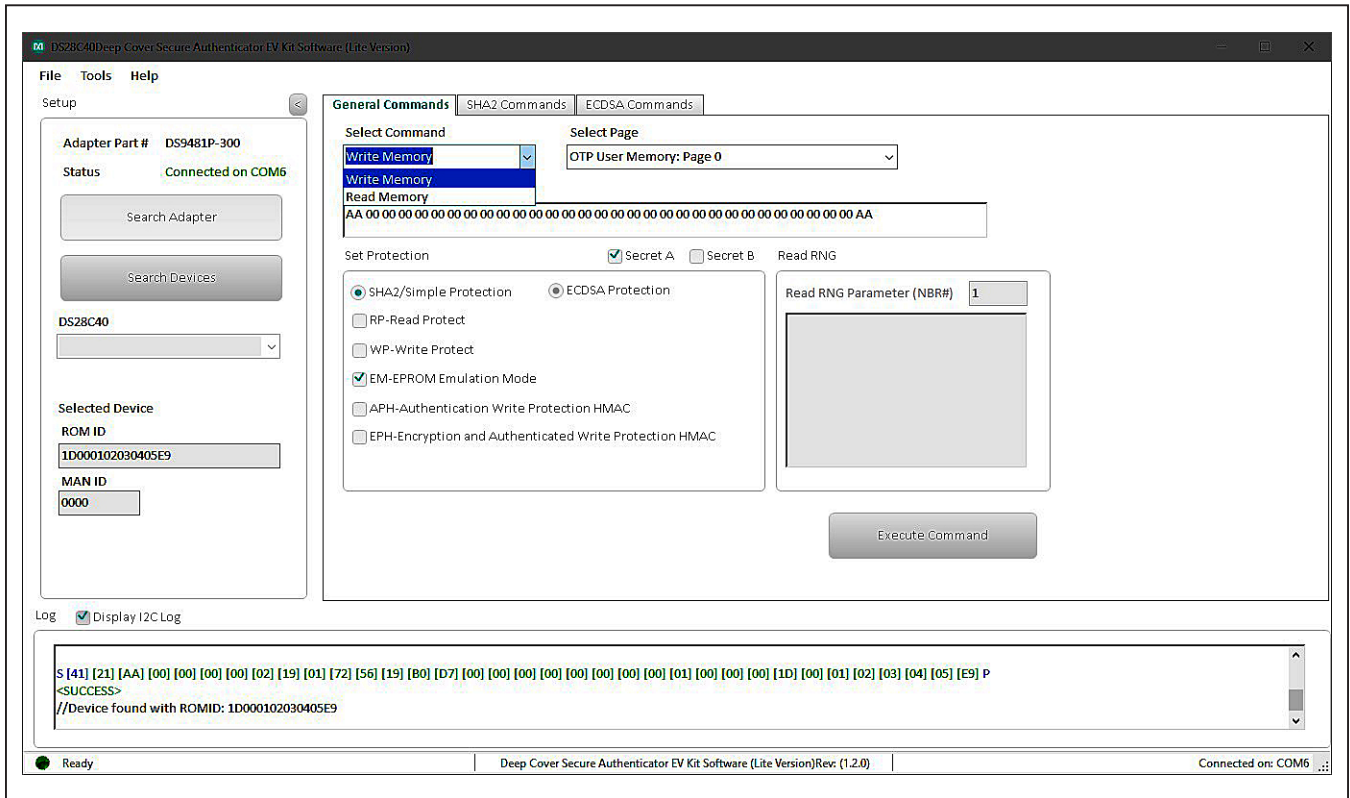 DS28C40Deep Cover Secure Authenticator EV Kit Software (Lite Version)
File Tools Help
Setup <
Adapter Part # DS9481P-300
Status Connected on COM6
Search Adapter
Search Devices
DS28C40
Selected Device
ROM ID
1D000102030405E9
MAN ID
0000
General Commands SHA2 Commands ECDSA Commands
Select Command Select Page
Write Memory OTP User Memory: Page 0
Write Memory
Read Memory
AA 00 00 00 00 00 00 00 00 00 00 00 00 00 00 00 00 00 00 00 00 00 00 00 00 00 00 00 00 00 00 AA
Set Protection Secret A Secret B Read RNG
SHA2/Simple Protection ECDSA Protection
RP-Read Protect
WP-Write Protect
EM-EPROM Emulation Mode
APH-Authentication Write Protection HMAC
EPH-Encryption and Authenticated Write Protection HMAC
Read RNG Parameter (NBR#) 1
Execute Command
Log Display I2C Log
S [41] [21] [AA] [00] [00] [00] [00] [02] [19] [01] [72] [56] [19] [B0] [D7] [00] [00] [00] [00] [00] [00] [00] [00] [01] [00] [00] [00] [1D] [00] [01] [02] [03] [04] [05] [E9] P
<SUCCESS>
//Device found with ROMID: 1D000102030405E9
Ready Deep Cover Secure Authenticator EV Kit Software (Lite Version)Rev: (1.2.0) Connected on: COM6